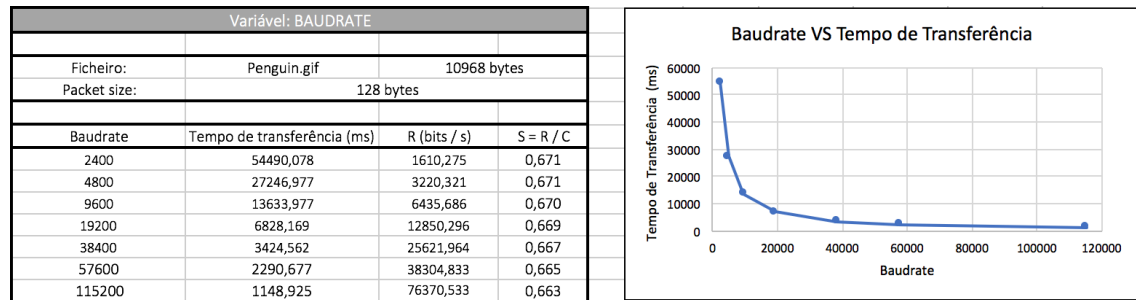 Variável: BAUDRATE
Ficheiro: Penguin.gif 10968 bytes
Packet size: 128 bytes
Baudrate Tempo de transferência (ms) R (bits / s) S = R / C
2400 54490,078 1610,275 0,671
4800 27246,977 3220,321 0,671
9600 13633,977 6435,686 0,670
19200 6828,169 12850,296 0,669
38400 3424,562 25621,964 0,667
57600 2290,677 38304,833 0,665
115200 1148,925 76370,533 0,663
Baudrate VS Tempo de Transferência
Tempo de Transferência (ms)
60000
50000
40000
30000
20000
10000
0
0 20000 40000 60000 80000 100000 120000
Baudrate